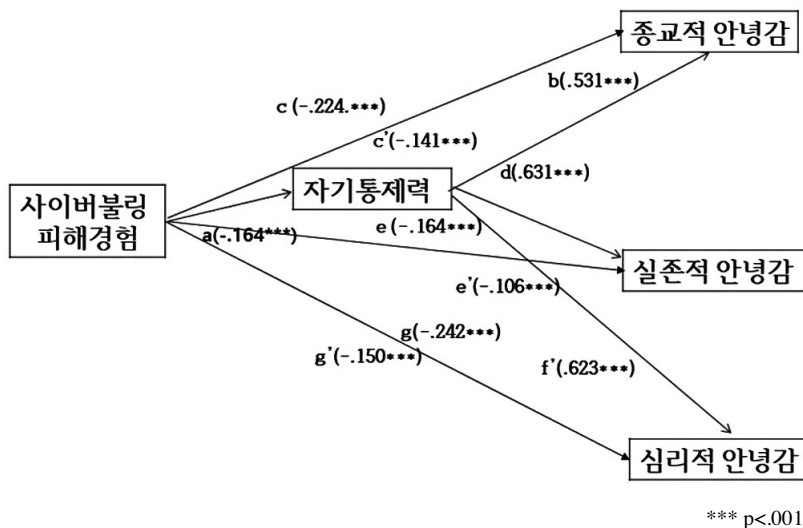 종교적 안녕감
b(.531***)
c (-.224.***)
c'(-.141***)
d(.631***)
자기통제력
사이버불링
피해경험
a(-.164***)
e (-.164***)
실존적 안녕감
e'(-.106***)
g(-.242***)
g'(-.150***)
f'(.623***)
심리적 안녕감
*** p<.001